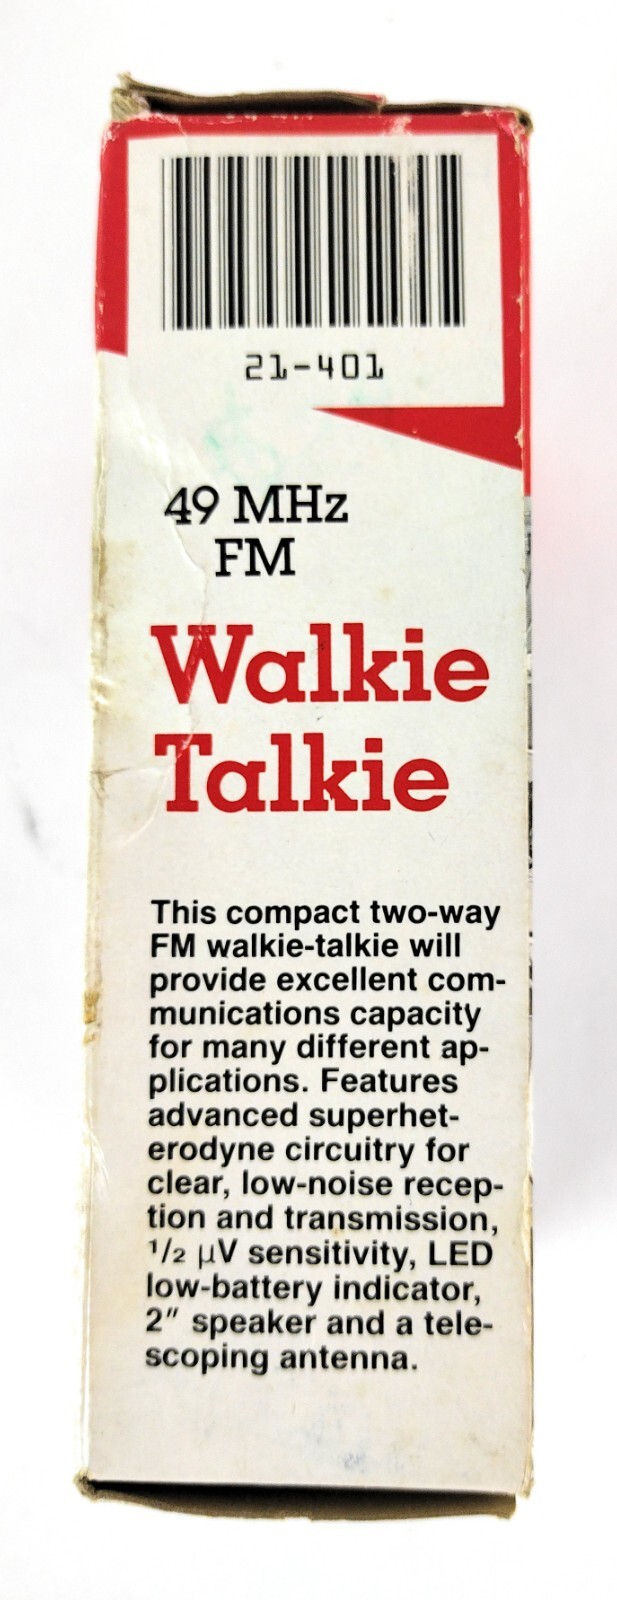 21-401
49 MHz
FM
Walkie
Talkie
This compact two-way
FM walkie-talkie will
provide excellent com-
munications capacity
for many different ap-
plications. Features
advanced superhet-
erodyne circuitry for
clear, low-noise recep-
tion and transmission,
1/2 μV sensitivity, LED
low-battery indicator,
2" speaker and a tele-
scoping antenna.